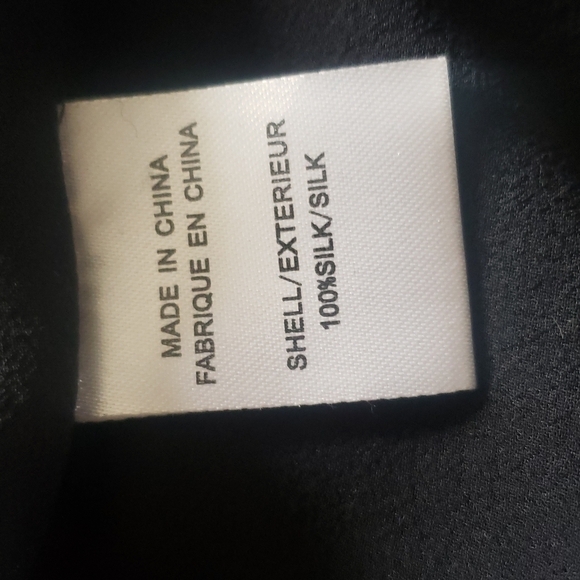 MADE IN CHINA
FABRIQUE EN CHINA
SHELL/EXTERIEUR
100%SILK/SILK